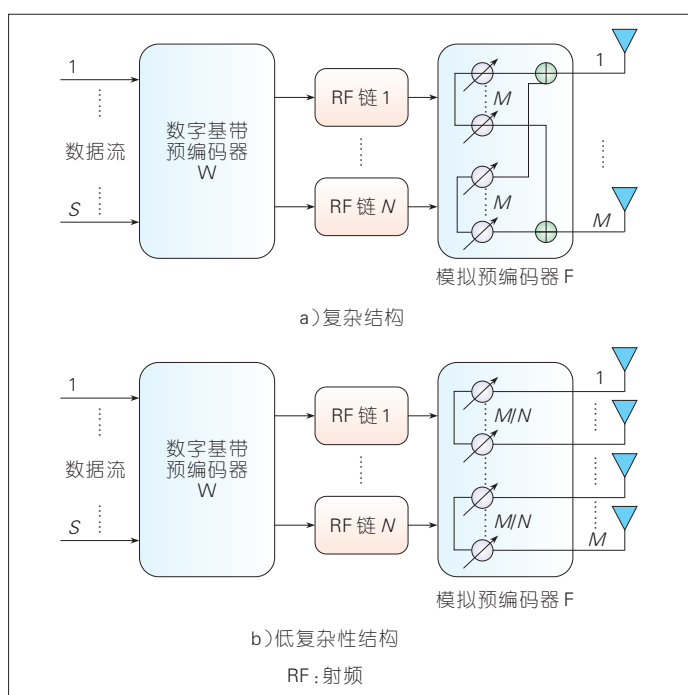 1
数据流
S
数字基带
预编码器
W
RF 链 1
RF 链 N
M
M
1
M
模拟预编码器 F
a）复杂结构
1
数据流
S
数字基带
预编码器
W
RF 链 1
RF 链 N
M/N
M/N
1
M
模拟预编码器 F
b）低复杂性结构
RF：射频